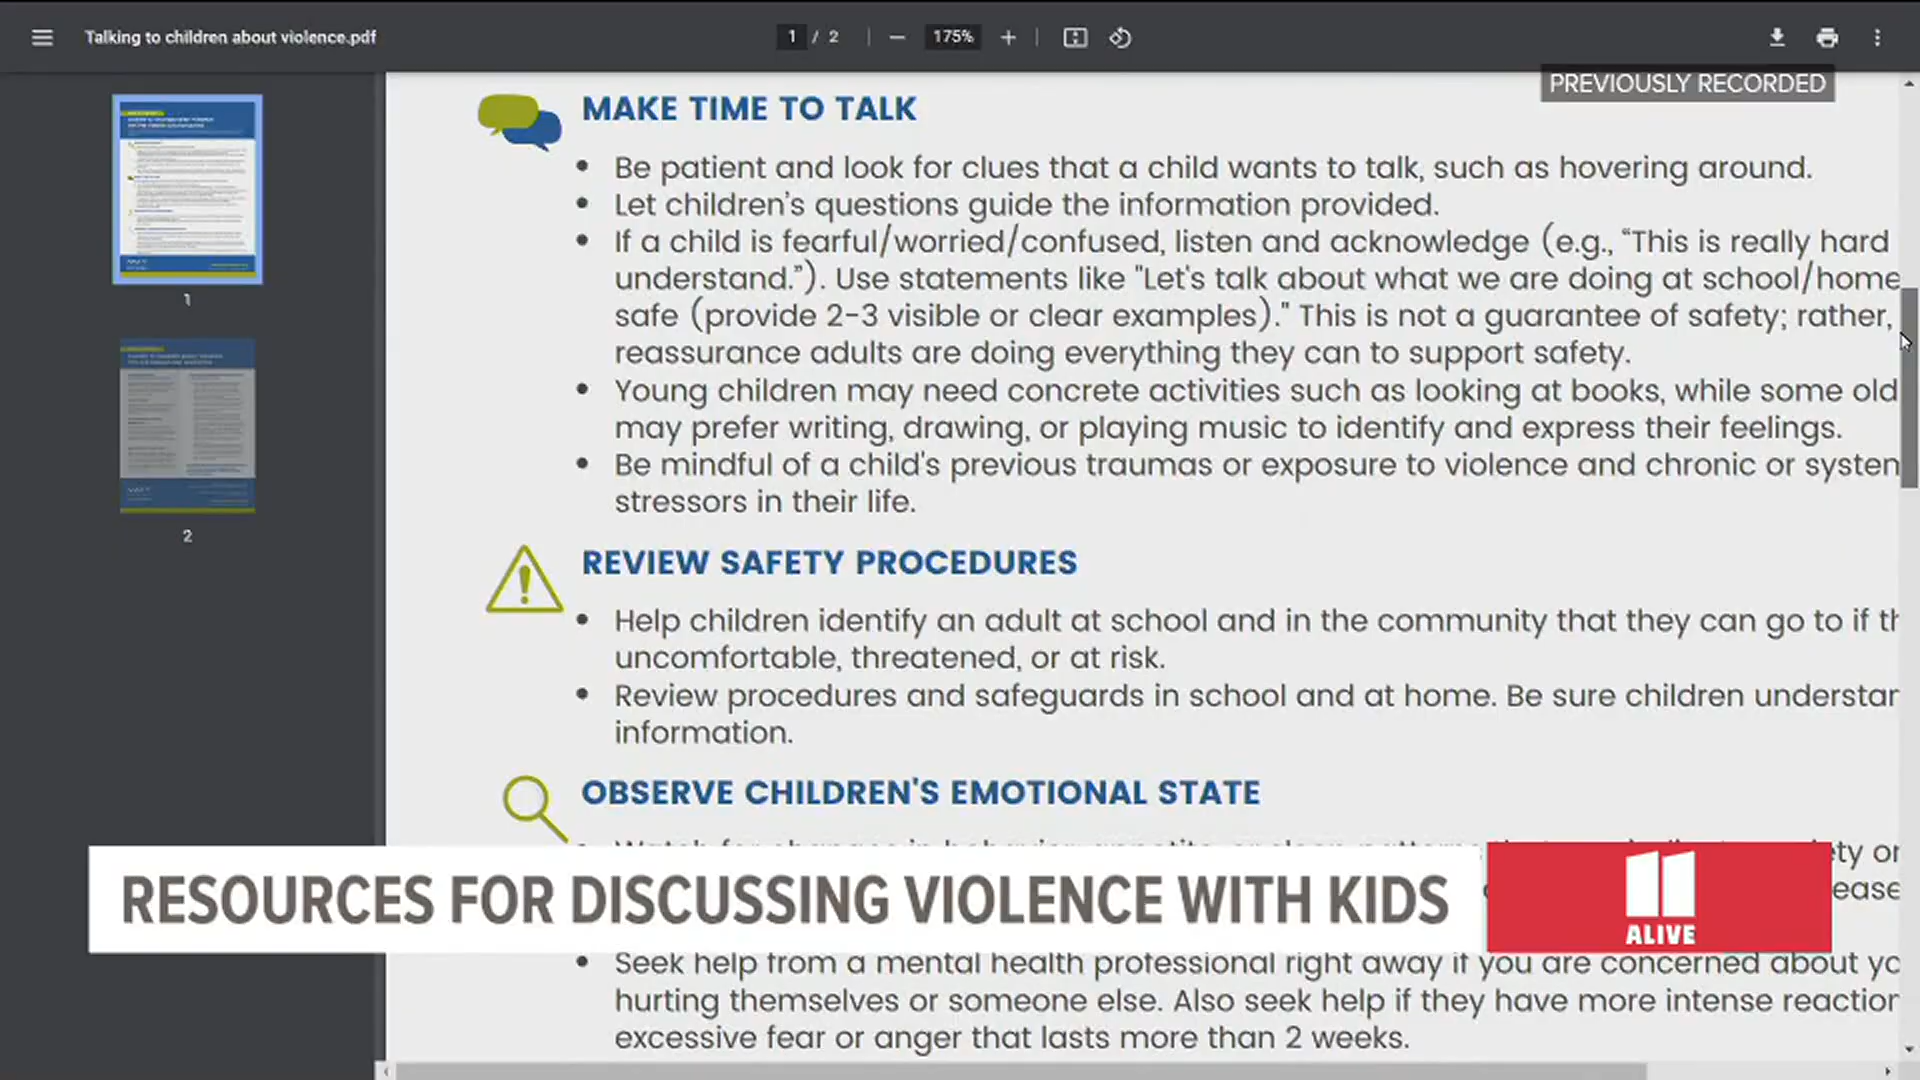 Talking to children about violence.pdf
1 / 2
175%
PREVIOUSLY RECORDED
1
2
MAKE TIME TO TALK
• Be patient and look for clues that a child wants to talk, such as hovering around.
• Let children's questions guide the information provided.
• If a child is fearful/worried/confused, listen and acknowledge (e.g., “This is really hard
understand.”). Use statements like "Let's talk about what we are doing at school/home
safe (provide 2-3 visible or clear examples)." This is not a guarantee of safety; rather,
reassurance adults are doing everything they can to support safety.
• Young children may need concrete activities such as looking at books, while some old
may prefer writing, drawing, or playing music to identify and express their feelings.
• Be mindful of a child's previous traumas or exposure to violence and chronic or system
stressors in their life.
REVIEW SAFETY PROCEDURES
• Help children identify an adult at school and in the community that they can go to if th
uncomfortable, threatened, or at risk.
• Review procedures and safeguards in school and at home. Be sure children understan
information.
OBSERVE CHILDREN'S EMOTIONAL STATE
ety or
ease
RESOURCES FOR DISCUSSING VIOLENCE WITH KIDS
11
ALIVE
• Seek help from a mental health professional right away if you are concerned about yo
hurting themselves or someone else. Also seek help if they have more intense reaction
excessive fear or anger that lasts more than 2 weeks.